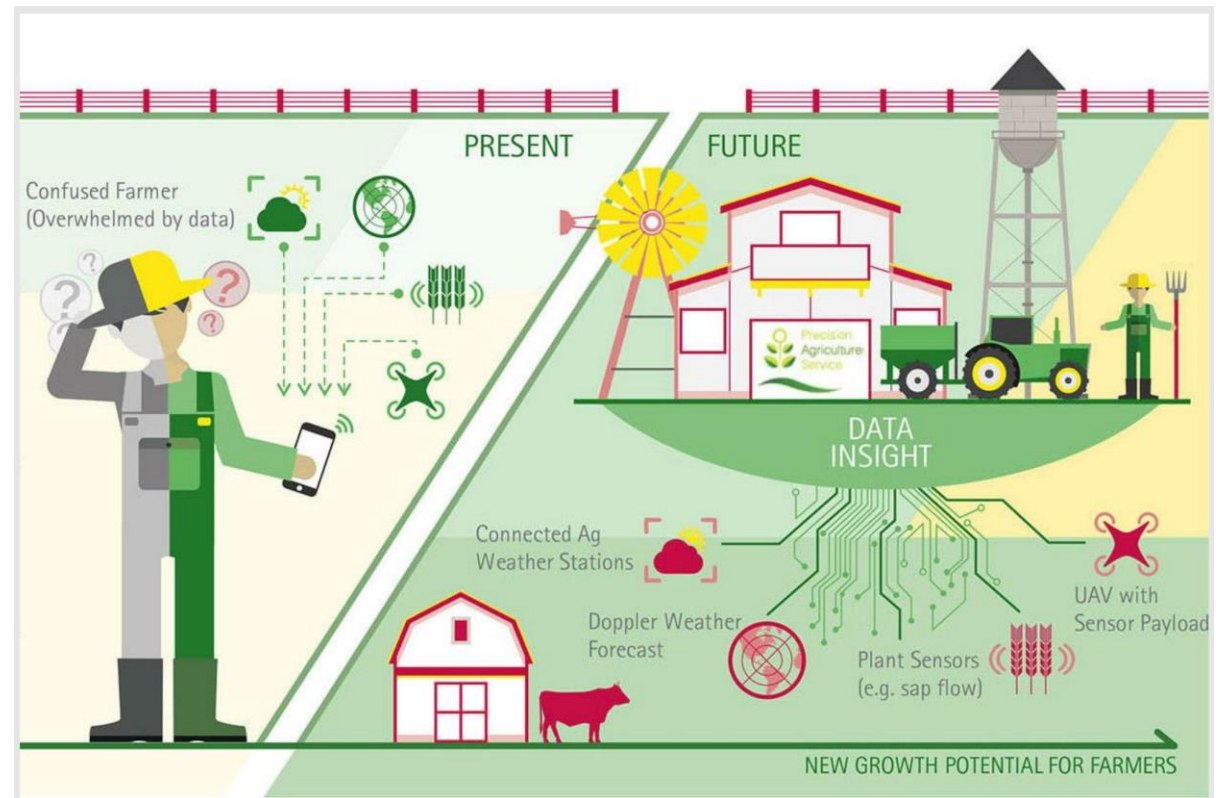 PRESENT
FUTURE
Confused Farmer
(Overwhelmed by data)
?
?
?
?
?
Precision
Agriculture
Service
DATA
INSIGHT
Connected Ag
Weather Stations
Doppler Weather
Forecast
Plant Sensors
(e.g. sap flow)
UAV with
Sensor Payload
NEW GROWTH POTENTIAL FOR FARMERS